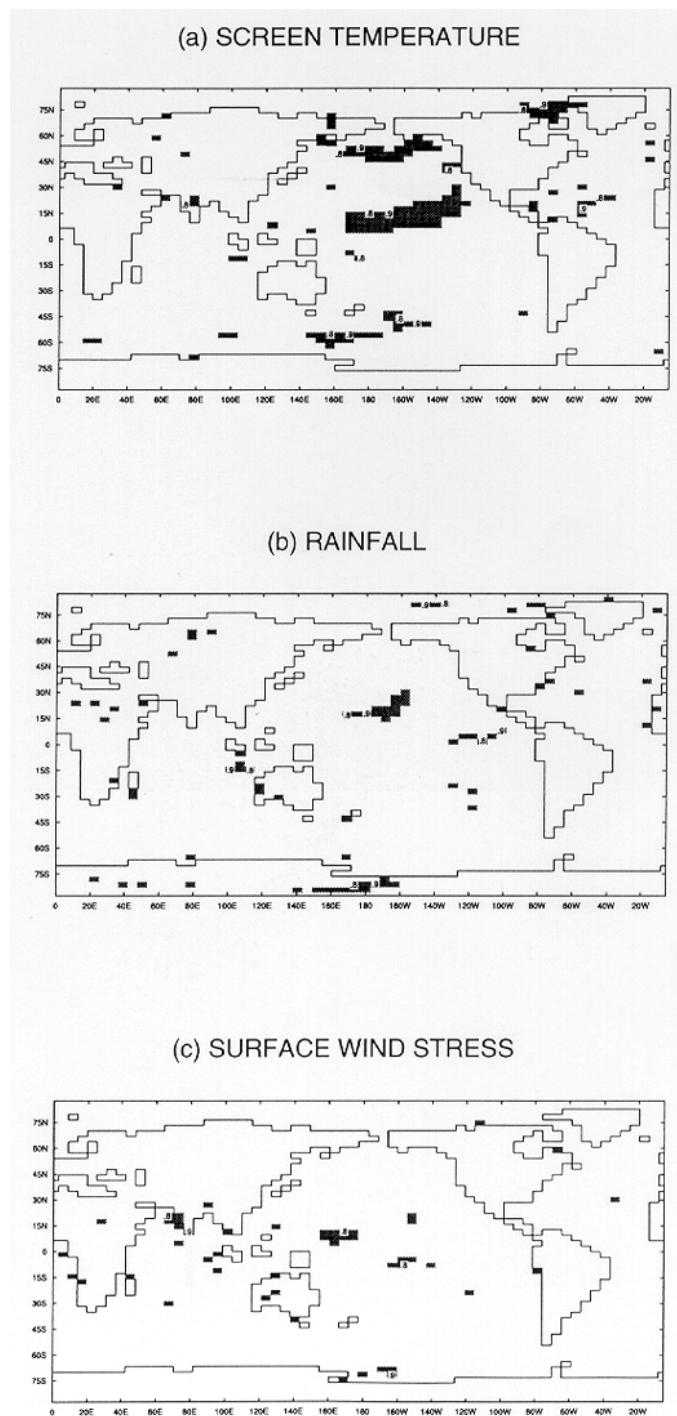 (a) SCREEN TEMPERATURE
75N
60N
45N
30N
15N
0
15S
30S
45S
60S
75S
0 20E 40E 60E 80E 100E 120E 140E 160E 180 160W 140W 120W 100W 80W 60W 40W 20W
(b) RAINFALL
75N
60N
45N
30N
15N
0
15S
30S
45S
60S
75S
0 20E 40E 60E 80E 100E 120E 140E 160E 180 160W 140W 120W 100W 80W 60W 40W 20W
(c) SURFACE WIND STRESS
75N
60N
45N
30N
15N
0
15S
30S
45S
60S
75S
0 20E 40E 60E 80E 100E 120E 140E 160E 180 160W 140W 120W 100W 80W 60W 40W 20W